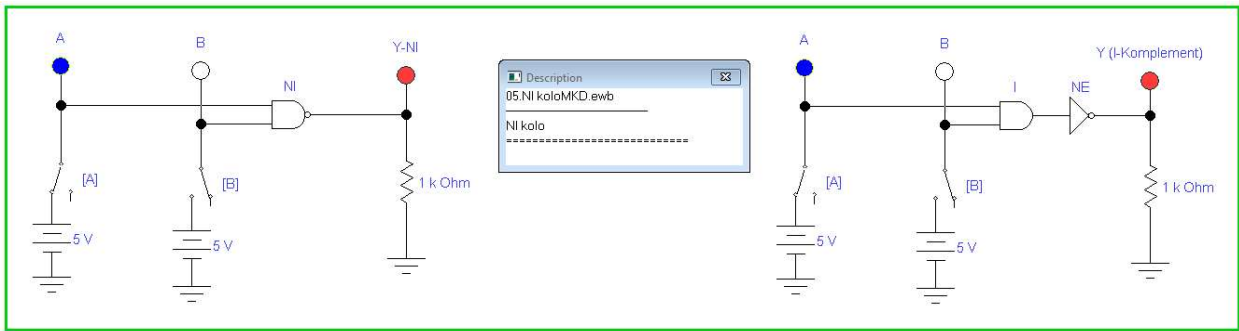 A
B
Y-NI
NI
[A]
[B]
1 k Ohm
5 V
5 V
Description
05.NI koloMKD.ewb
NI kolo
============================
A
B
Y (I-Komplement)
I
NE
[A]
[B]
1 k Ohm
5 V
5 V